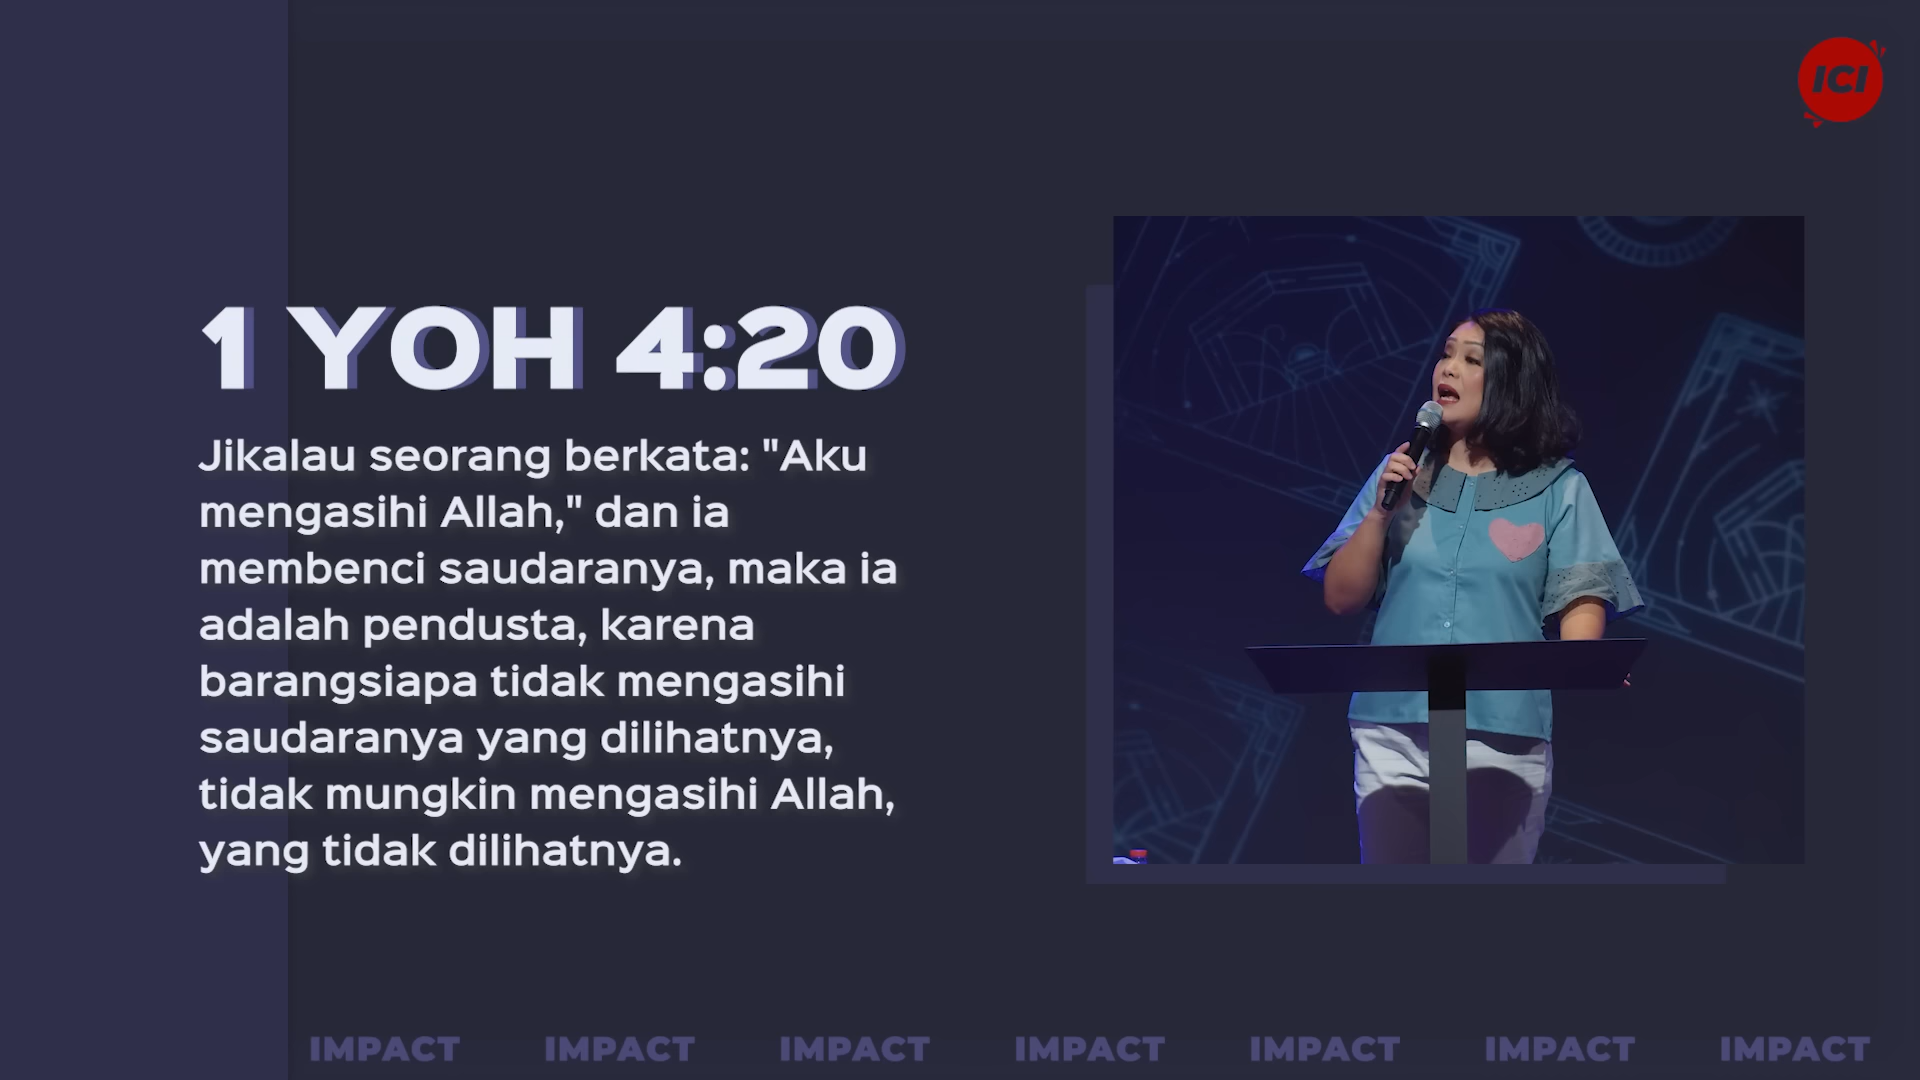 ICI
1 YOH 4:20
Jikalau seorang berkata: "Aku
mengasihi Allah," dan ia
membenci saudaranya, maka ia
adalah pendusta, karena
barangsiapa tidak mengasihi
saudaranya yang dilihatnya,
tidak mungkin mengasihi Allah,
yang tidak dilihatnya.
IMPACT IMPACT IMPACT IMPACT IMPACT IMPACT IMPACT